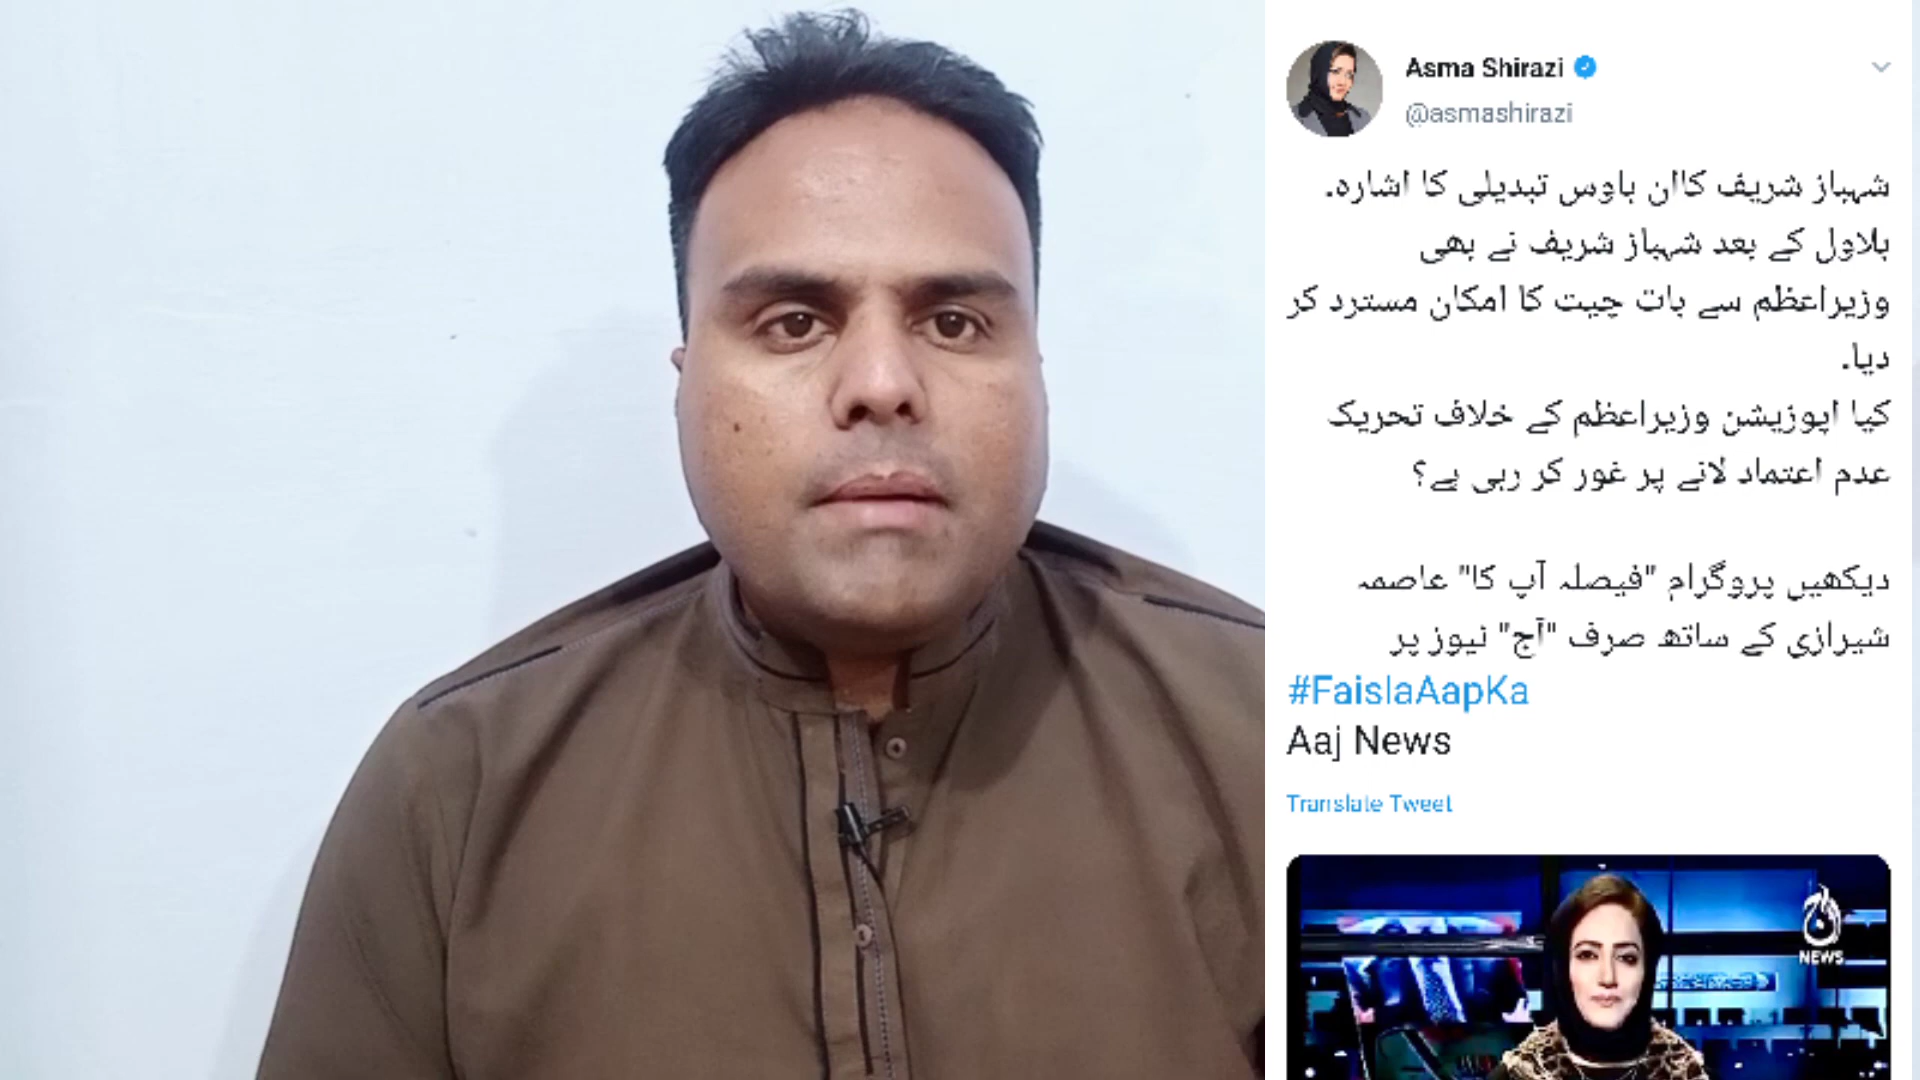 Asma Shirazi
@asmashirazi
شہباز شریف کاان ہاوس تبدیلی کا اشارہ۔
بلاول کے بعد شہباز شریف نے بھی
وزیراعظم سے بات چیت کا امکان مسترد کر
دیا۔
کیا اپوزیشن وزیراعظم کے خلاف تحریک
عدم اعتماد لانے پر غور کر رہی ہے؟
دیکھیں پروگرام "فیصلہ آپ کا" عاصمہ
شیرازی کے ساتھ صرف "آج" نیوز پر
#FaislaAapKa
Aaj News
Translate Tweet
NEWS